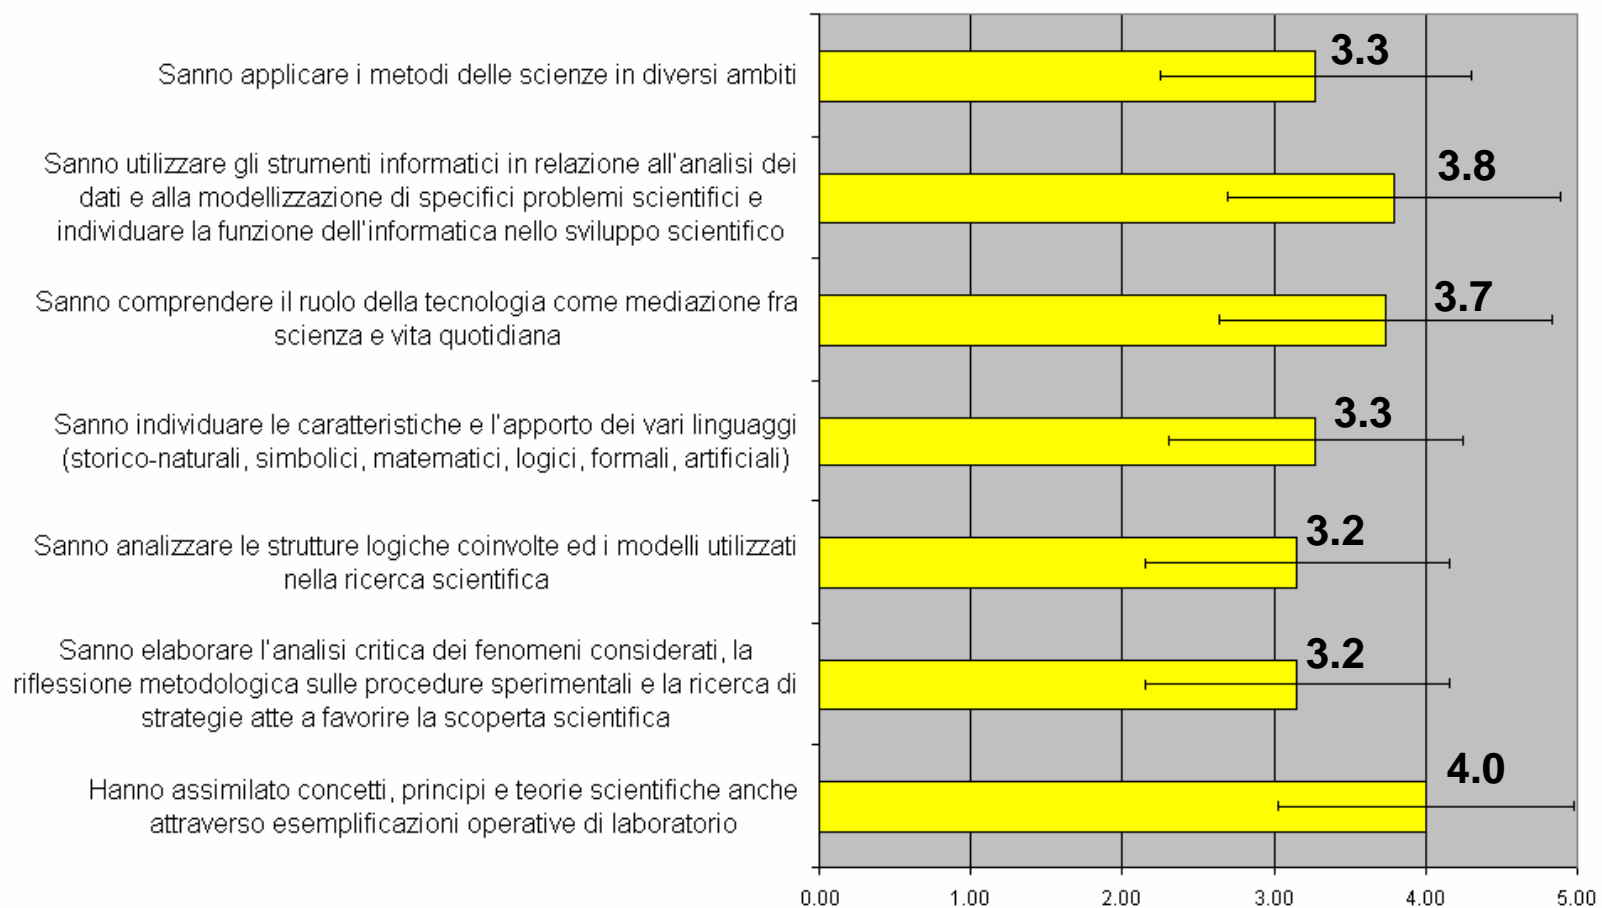 Sanno applicare i metodi delle scienze in diversi ambiti
3.3
Sanno utilizzare gli strumenti informatici in relazione all'analisi dei
dati e alla modellizzazione di specifici problemi scientifici e
individuare la funzione dell'informatica nello sviluppo scientifico
3.8
Sanno comprendere il ruolo della tecnologia come mediazione fra
scienza e vita quotidiana
3.7
Sanno individuare le caratteristiche e l'apporto dei vari linguaggi
(storico-naturali, simbolici, matematici, logici, formali, artificiali)
3.3
Sanno analizzare le strutture logiche coinvolte ed i modelli utilizzati
nella ricerca scientifica
3.2
Sanno elaborare l'analisi critica dei fenomeni considerati, la
riflessione metodologica sulle procedure sperimentali e la ricerca di
strategie atte a favorire la scoperta scientifica
3.2
Hanno assimilato concetti, principi e teorie scientifiche anche
attraverso esemplificazioni operative di laboratorio
4.0
0.00 1.00 2.00 3.00 4.00 5.00